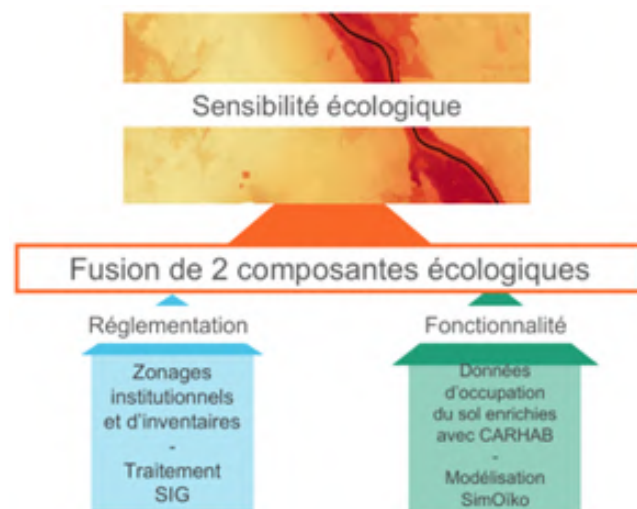 Sensibilité écologique
Fusion de 2 composantes écologiques
Réglementation
Zonages
institutionnels
et d'inventaires
-
Traitement
SIG
Fonctionnalité
Données
d'occupation
du sol enrichies
avec CARHAB
-
Modélisation
SimOïko